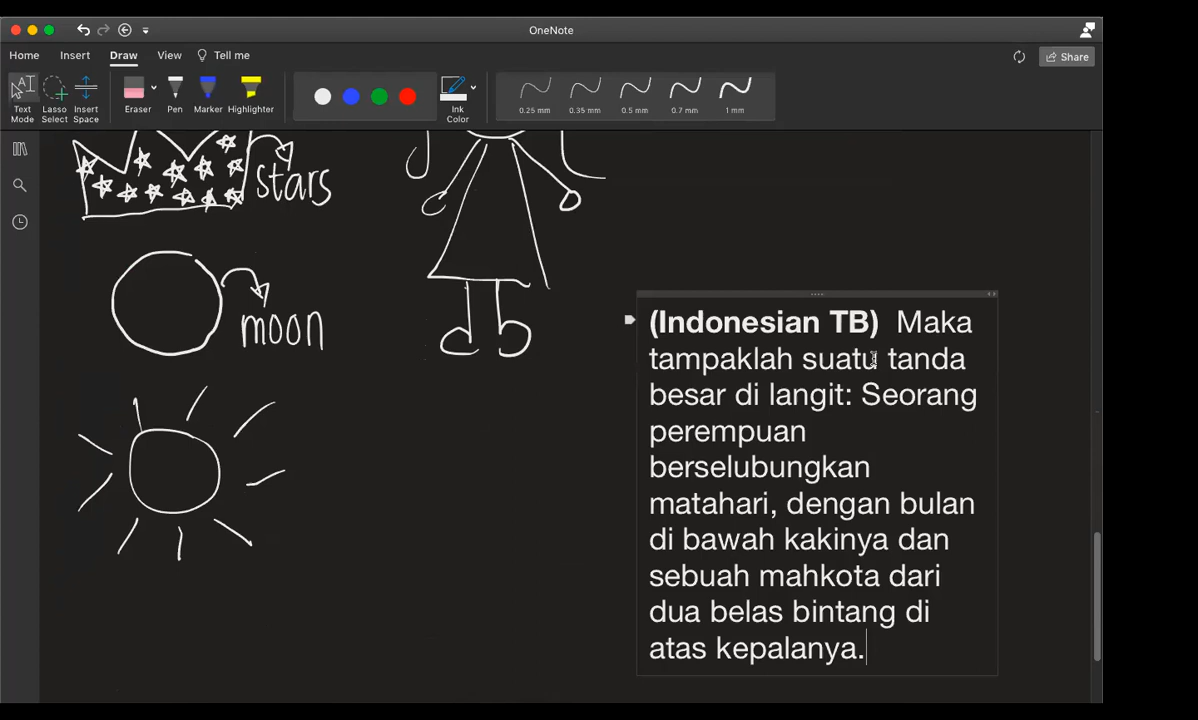 OneNote
Home Insert Draw View Tell me
Share
Text Mode
Lasso Select
Insert Space
Eraser
Pen
Marker
Highlighter
Ink Color
0.25 mm
0.35 mm
0.5 mm
0.7 mm
1 mm
stars
moon
(Indonesian TB) Maka
tampaklah suatu tanda
besar di langit: Seorang
perempuan
berselubungkan
matahari, dengan bulan
di bawah kakinya dan
sebuah mahkota dari
dua belas bintang di
atas kepalanya.